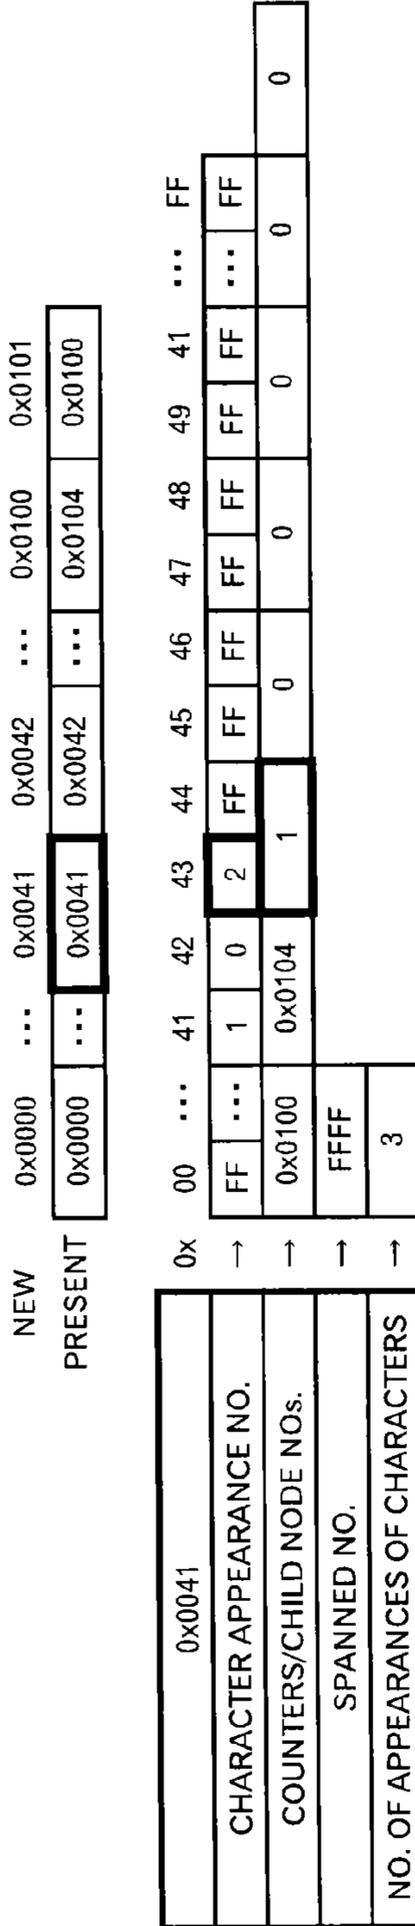 NEW 0x0000 ... 0x0041 0x0042 ... 0x0100 0x0101
PRESENT 0x0000 ... 0x0041 0x0042 ... 0x0104 0x0100
0x0041 0x 00 ... 41 42 43 44 45 46 47 48 49 41 ... FF
CHARACTER APPEARANCE NO. → FF ... 1 0 2 FF FF FF FF FF FF FF ... FF
COUNTERS/CHILD NODE NOs. → 0x0100 0x0104 1 0 0 0 0 0
SPANNED NO. → FFFF
NO. OF APPEARANCES OF CHARACTERS → 3